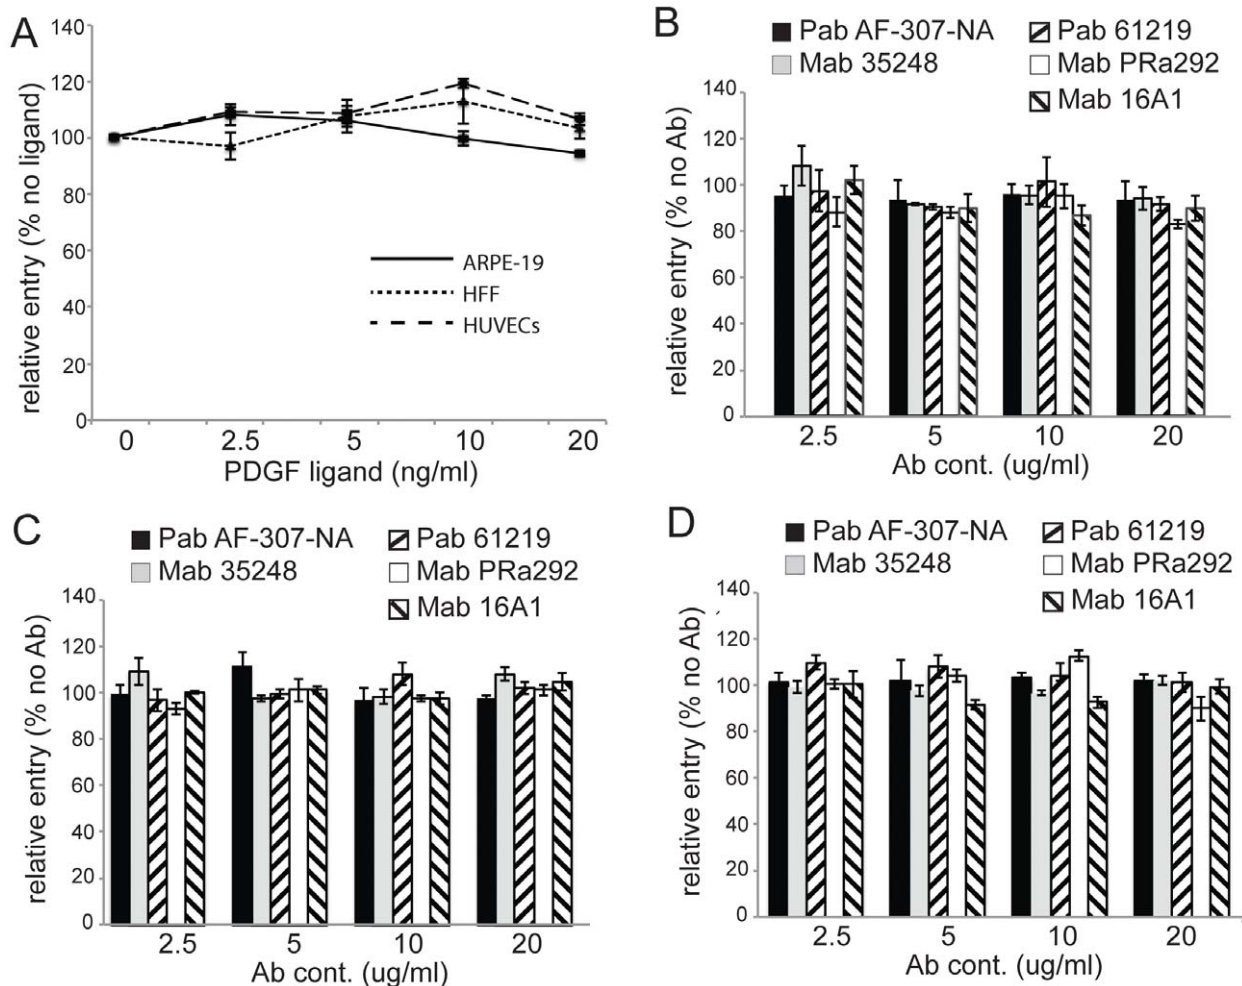 A
140
120
100
80
60
40
20
0
relative entry (% no ligand)
ARPE-19
HFF
HUVECs
0 2.5 5 10 20
PDGF ligand (ng/ml)
B
Pab AF-307-NA
Mab 35248
Pab 61219
Mab PRa292
Mab 16A1
140
120
100
80
60
40
20
0
relative entry (% no Ab)
2.5 5 10 20
Ab cont. (ug/ml)
C
Pab AF-307-NA
Mab 35248
Pab 61219
Mab PRa292
Mab 16A1
140
120
100
80
60
40
20
0
relative entry (% no Ab)
2.5 5 10 20
Ab cont. (ug/ml)
D
Pab AF-307-NA
Mab 35248
Pab 61219
Mab PRa292
Mab 16A1
140
120
100
80
60
40
20
0
relative entry (% no Ab)
2.5 5 10 20
Ab cont. (ug/ml)